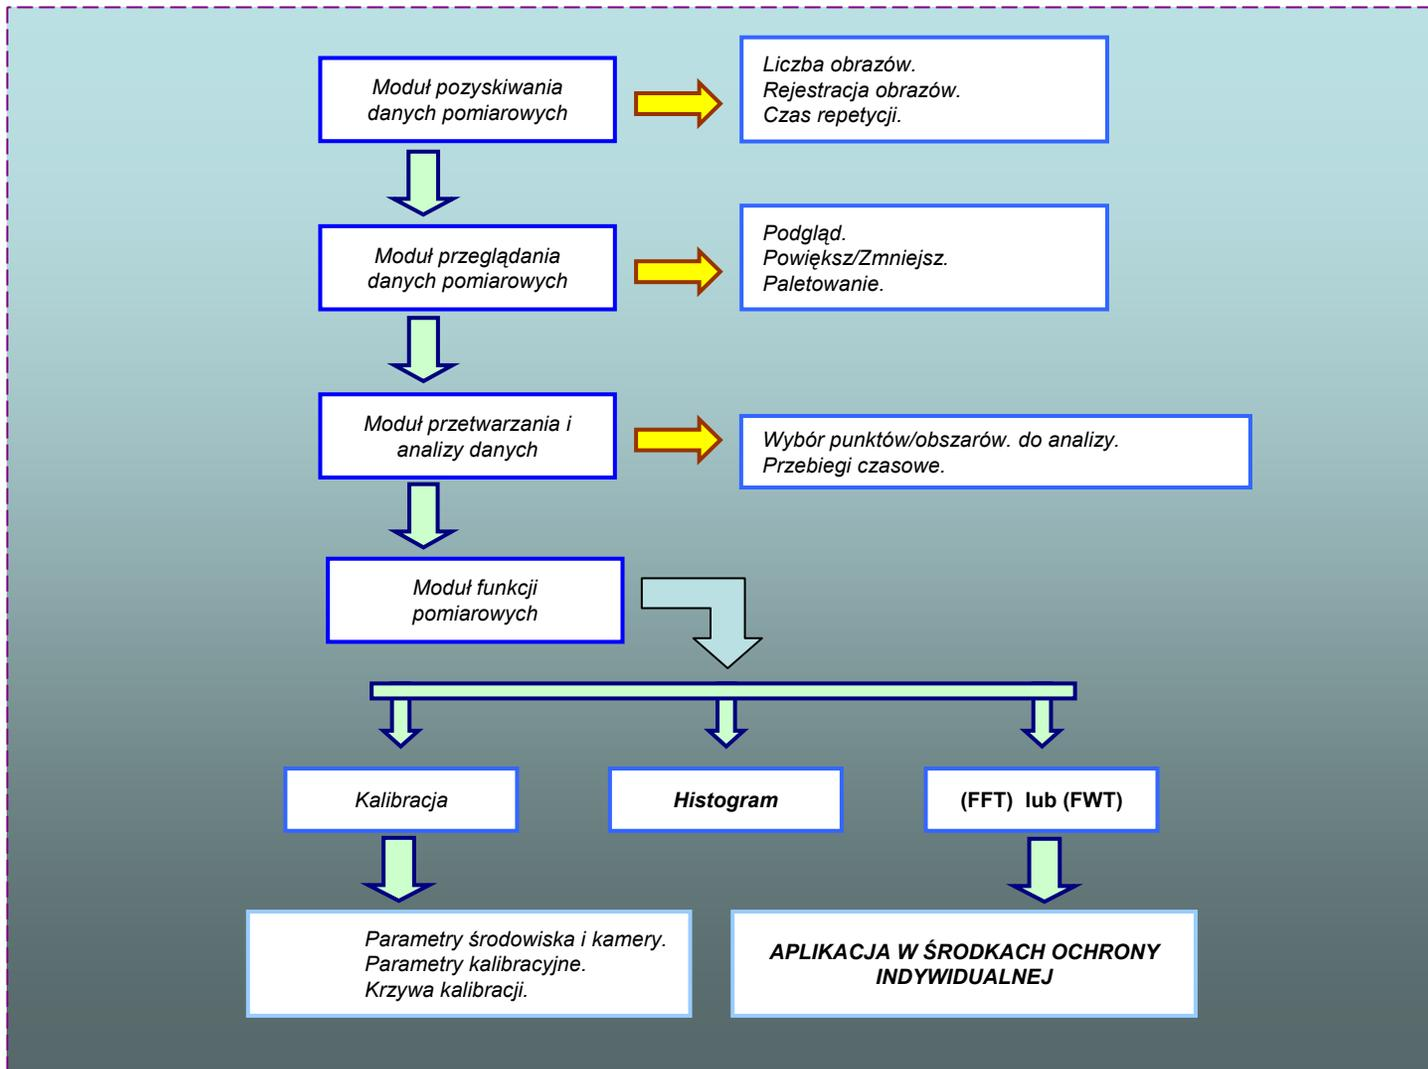 Moduł pozyskiwania
danych pomiarowych
Liczba obrazów.
Rejestracja obrazów.
Czas repetycji.
Moduł przeglądania
danych pomiarowych
Podgląd.
Powiększ/Zmniejsz.
Paletowanie.
Moduł przetwarzania i
analizy danych
Wybór punktów/obszarów. do analizy.
Przebiegi czasowe.
Moduł funkcji
pomiarowych
Kalibracja
Histogram
(FFT) lub (FWT)
Parametry środowiska i kamery.
Parametry kalibracyjne.
Krzywa kalibracji.
APLIKACJA W ŚRODKACH OCHRONY
INDYWIDUALNEJ